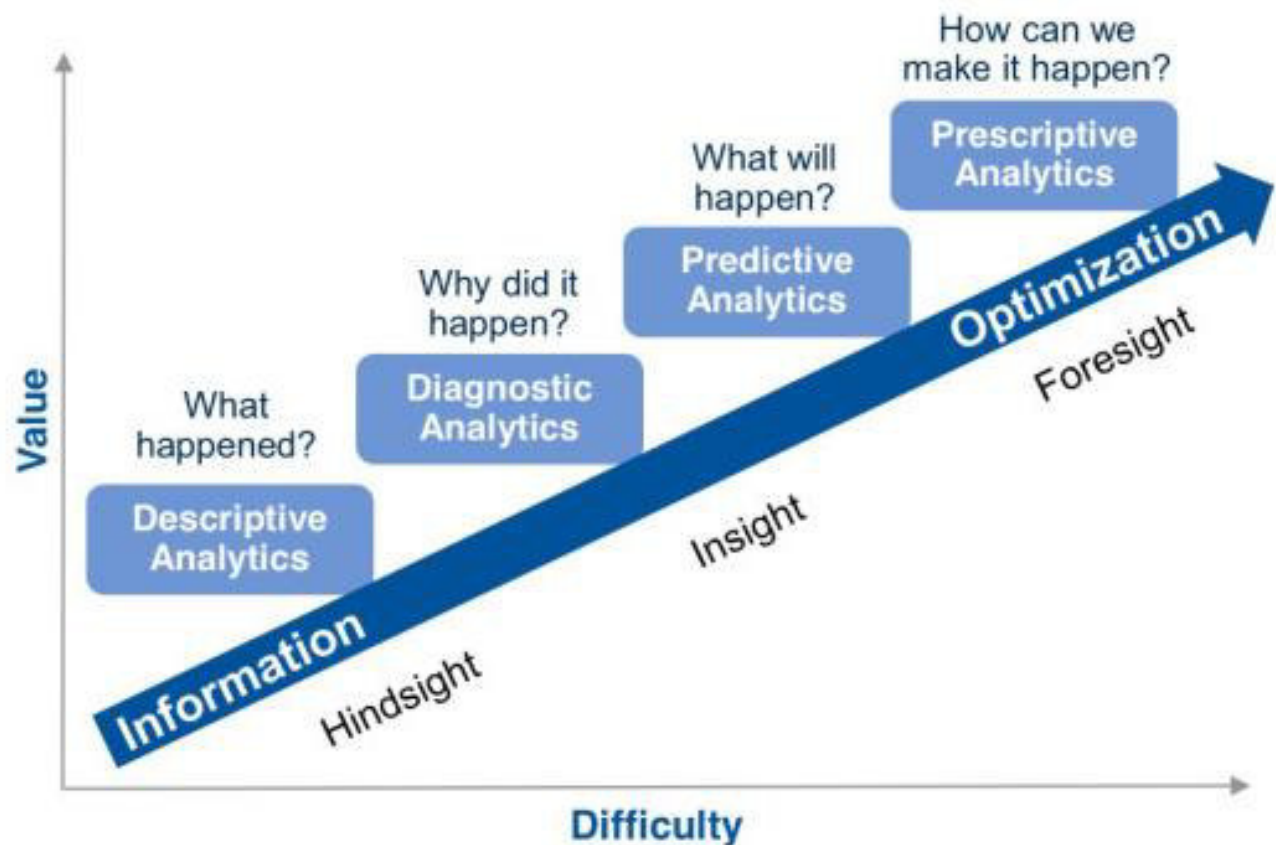 How can we
make it happen?
Prescriptive
Analytics
What will
happen?
Predictive
Analytics
Why did it
happen?
Diagnostic
Analytics
What
happened?
Descriptive
Analytics
Value
Information
Optimization
Hindsight
Insight
Foresight
Difficulty